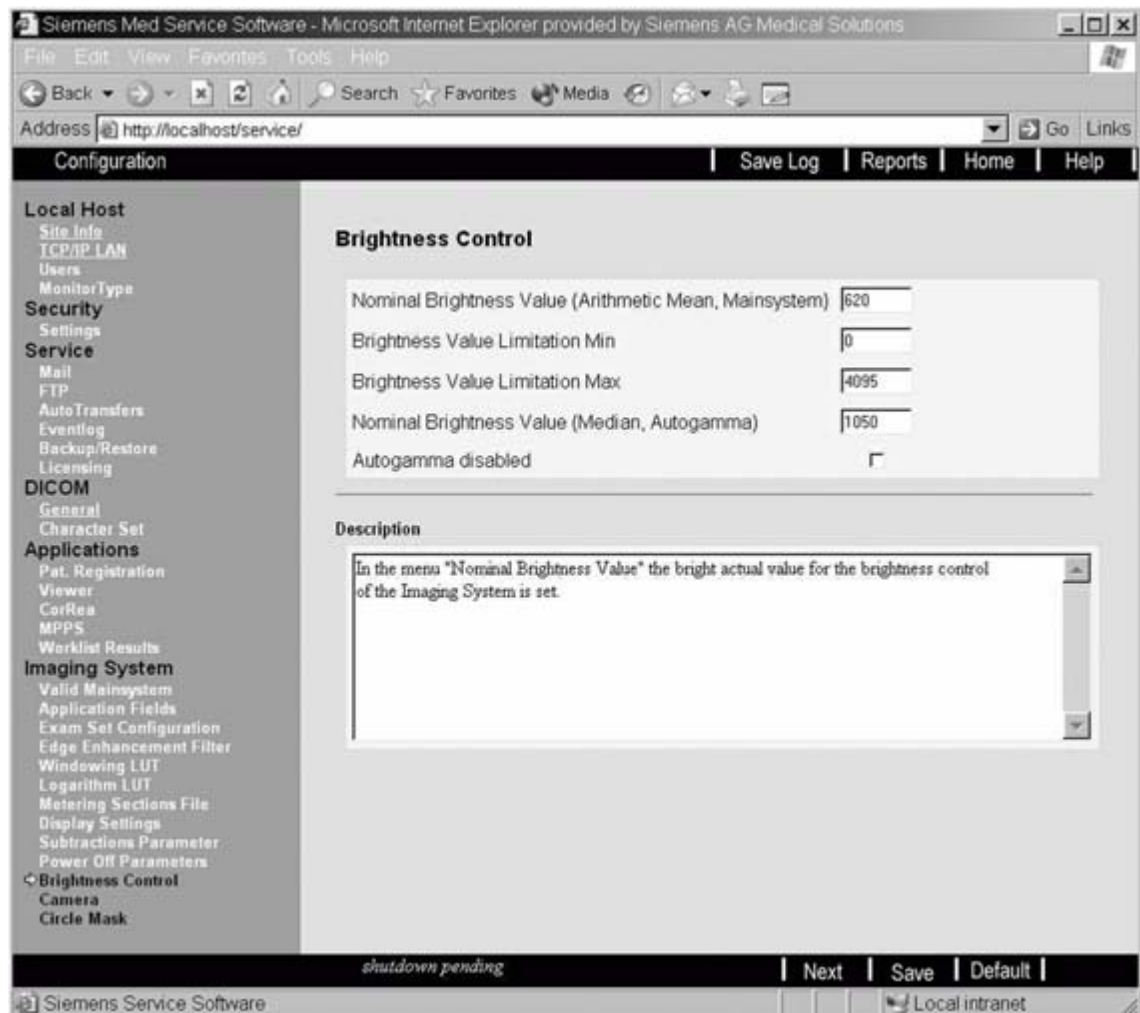 Siemens Med Service Software - Microsoft Internet Explorer provided by Siemens AG Medical Solutions
File Edit View Favorites Tools Help
Back Search Favorites Media
Address http://localhost/service/ Go Links
Configuration Save Log Reports Home Help
Local Host
Site Info
TCP/IP LAN
Users
MonitorType
Security
Settings
Service
Mail
FTP
AutoTransfers
Eventlog
Backup/Restore
Licensing
DICOM
General
Character Set
Applications
Pat. Registration
Viewer
CorRea
MPPS
Worklist Results
Imaging System
Valid Mainsystem
Application Fields
Exam Set Configuration
Edge Enhancement Filter
Windowing LUT
Logarithm LUT
Metering Sections File
Display Settings
Subtractions Parameter
Power Off Parameters
Brightness Control
Camera
Circle Mask
Brightness Control
Nominal Brightness Value (Arithmetic Mean, Mainsystem) 620
Brightness Value Limitation Min 0
Brightness Value Limitation Max 4095
Nominal Brightness Value (Median, Autogamma) 1050
Autogamma disabled
Description
In the menu "Nominal Brightness Value" the bright actual value for the brightness control
of the Imaging System is set.
shutdown pending Next Save Default
Siemens Service Software Local intranet